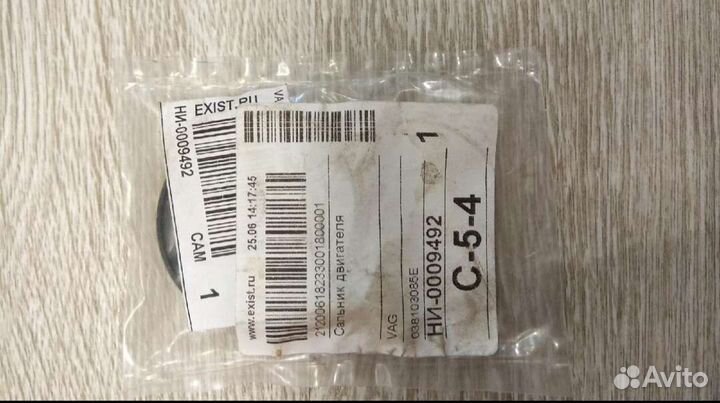 EXIST.RU
НИ-0009492
САМ
1
VA
www.exist.ru
25.06 14:17:45
Сальник двигателя
VAG
038103085E
1
НИ-0009492
С-5-4
Avito